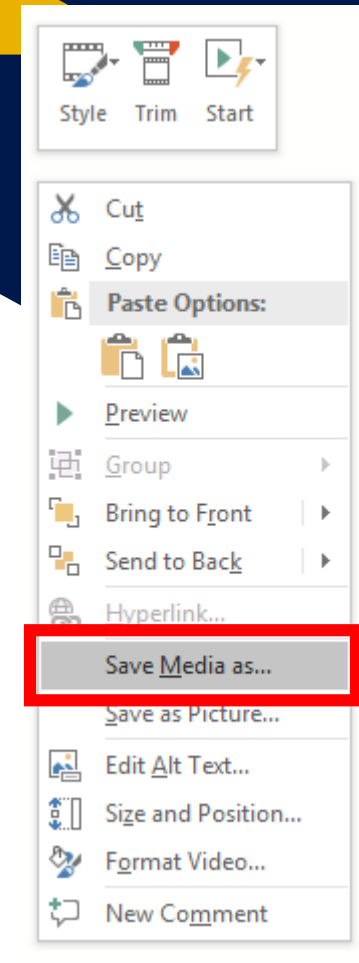 Style Trim Start
Cut
Copy
Paste Options:
Preview
Group
Bring to Front
Send to Back
Hyperlink...
Save Media as...
Save as Picture...
Edit Alt Text...
Size and Position...
Format Video...
New Comment